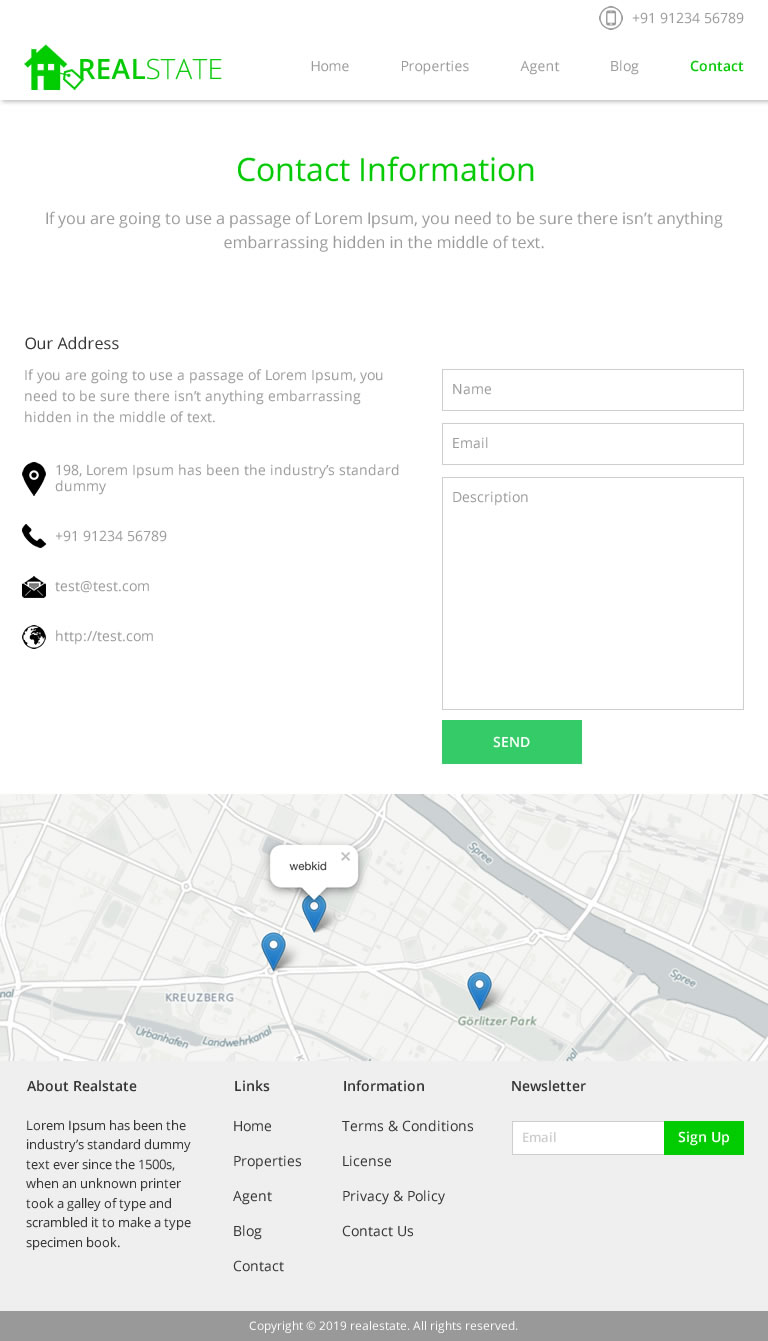 +91 91234 56789
REALSTATE
Home Properties Agent Blog Contact
Contact Information
If you are going to use a passage of Lorem Ipsum, you need to be sure there isn’t anything
embarrassing hidden in the middle of text.
Our Address
If you are going to use a passage of Lorem Ipsum, you
need to be sure there isn’t anything embarrassing
hidden in the middle of text.
198, Lorem Ipsum has been the industry’s standard
dummy
+91 91234 56789
test@test.com
http://test.com
Name
Email
Description
SEND
Spree
webkid
Spree
KREUZBERG
Görlitzer Park
Urbanhafen
Landwehrkanal
About Realstate
Lorem Ipsum has been the
industry’s standard dummy
text ever since the 1500s,
when an unknown printer
took a galley of type and
scrambled it to make a type
specimen book.
Links
Home
Properties
Agent
Blog
Contact
Information
Terms & Conditions
License
Privacy & Policy
Contact Us
Newsletter
Email
Sign Up
Copyright © 2019 realestate. All rights reserved.